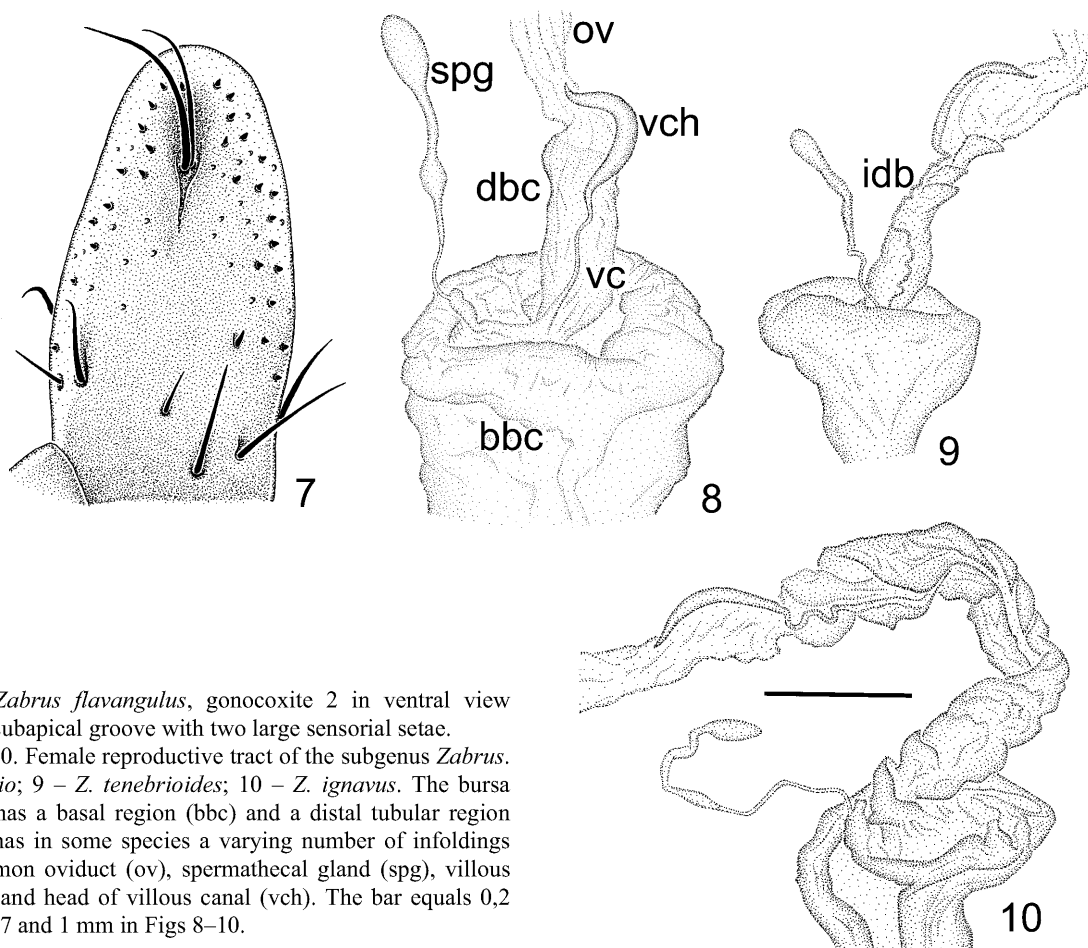 ov
spg
vch
dbc
idb
vc
bbc
7
8
9
10
Zabrus flavangulus, gonocoxite 2 in ventral view
subapical groove with two large sensorial setae.
0. Female reproductive tract of the subgenus Zabrus.
io; 9 – Z. tenebrioides; 10 – Z. ignavus. The bursa
has a basal region (bbc) and a distal tubular region
has in some species a varying number of infoldings
mon oviduct (ov), spermathecal gland (spg), villous
and head of villous canal (vch). The bar equals 0,2
7 and 1 mm in Figs 8–10.